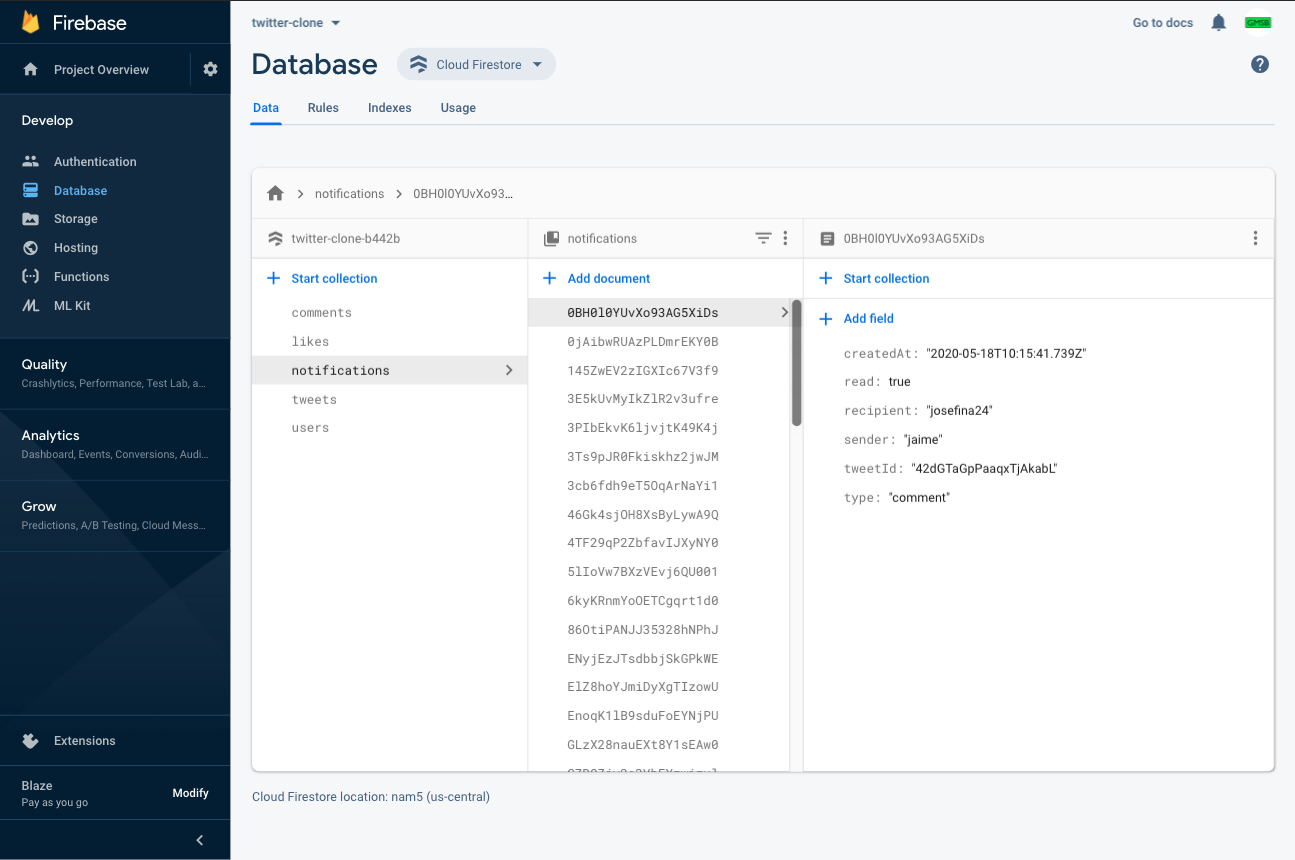 Firebase
Project Overview
Develop
Authentication
Database
Storage
Hosting
Functions
ML Kit
Quality
Crashlytics, Performance, Test Lab, a...
Analytics
Dashboard, Events, Conversions, Audi...
Grow
Predictions, A/B Testing, Cloud Mess...
Extensions
Blaze
Pay as you go
Modify
twitter-clone
Go to docs
GMSB
Database
Cloud Firestore
Data Rules Indexes Usage
notifications
0BH0l0YUvXo93...
twitter-clone-b442b
Start collection
comments
likes
notifications
tweets
users
notifications
Add document
0BH0l0YUvXo93AG5XiDs
0jAibwRUAzPLDmrEKY0B
145ZwEV2zIGXIc67V3f9
3E5kUvMyIkZlR2v3ufre
3PIbEkvK6ljvjtK49K4j
3Ts9pJR0Fkiskhz2jwJM
3cb6fdh9eT5OqArNaYi1
46Gk4sjOH8XsByLywA9Q
4TF29qP2ZbfavIJXyNY0
5lIoVw7BXzVEvj6QU001
6kyKRnmYoOETCgqrt1d0
86OtiPANJJ35328hNPhJ
ENyjEzJTsdbbjSkGPkWE
ElZ8hoYJmiDyXgTIzowU
EnoqK1lB9sduFoEYNjPU
GLzX28nauEXt8Y1sEAw0
0BH0l0YUvXo93AG5XiDs
Start collection
Add field
createdAt: "2020-05-18T10:15:41.739Z"
read: true
recipient: "josefina24"
sender: "jaime"
tweetId: "42dGTaGpPaaqxTjAkabL"
type: "comment"
Cloud Firestore location: nam5 (us-central)